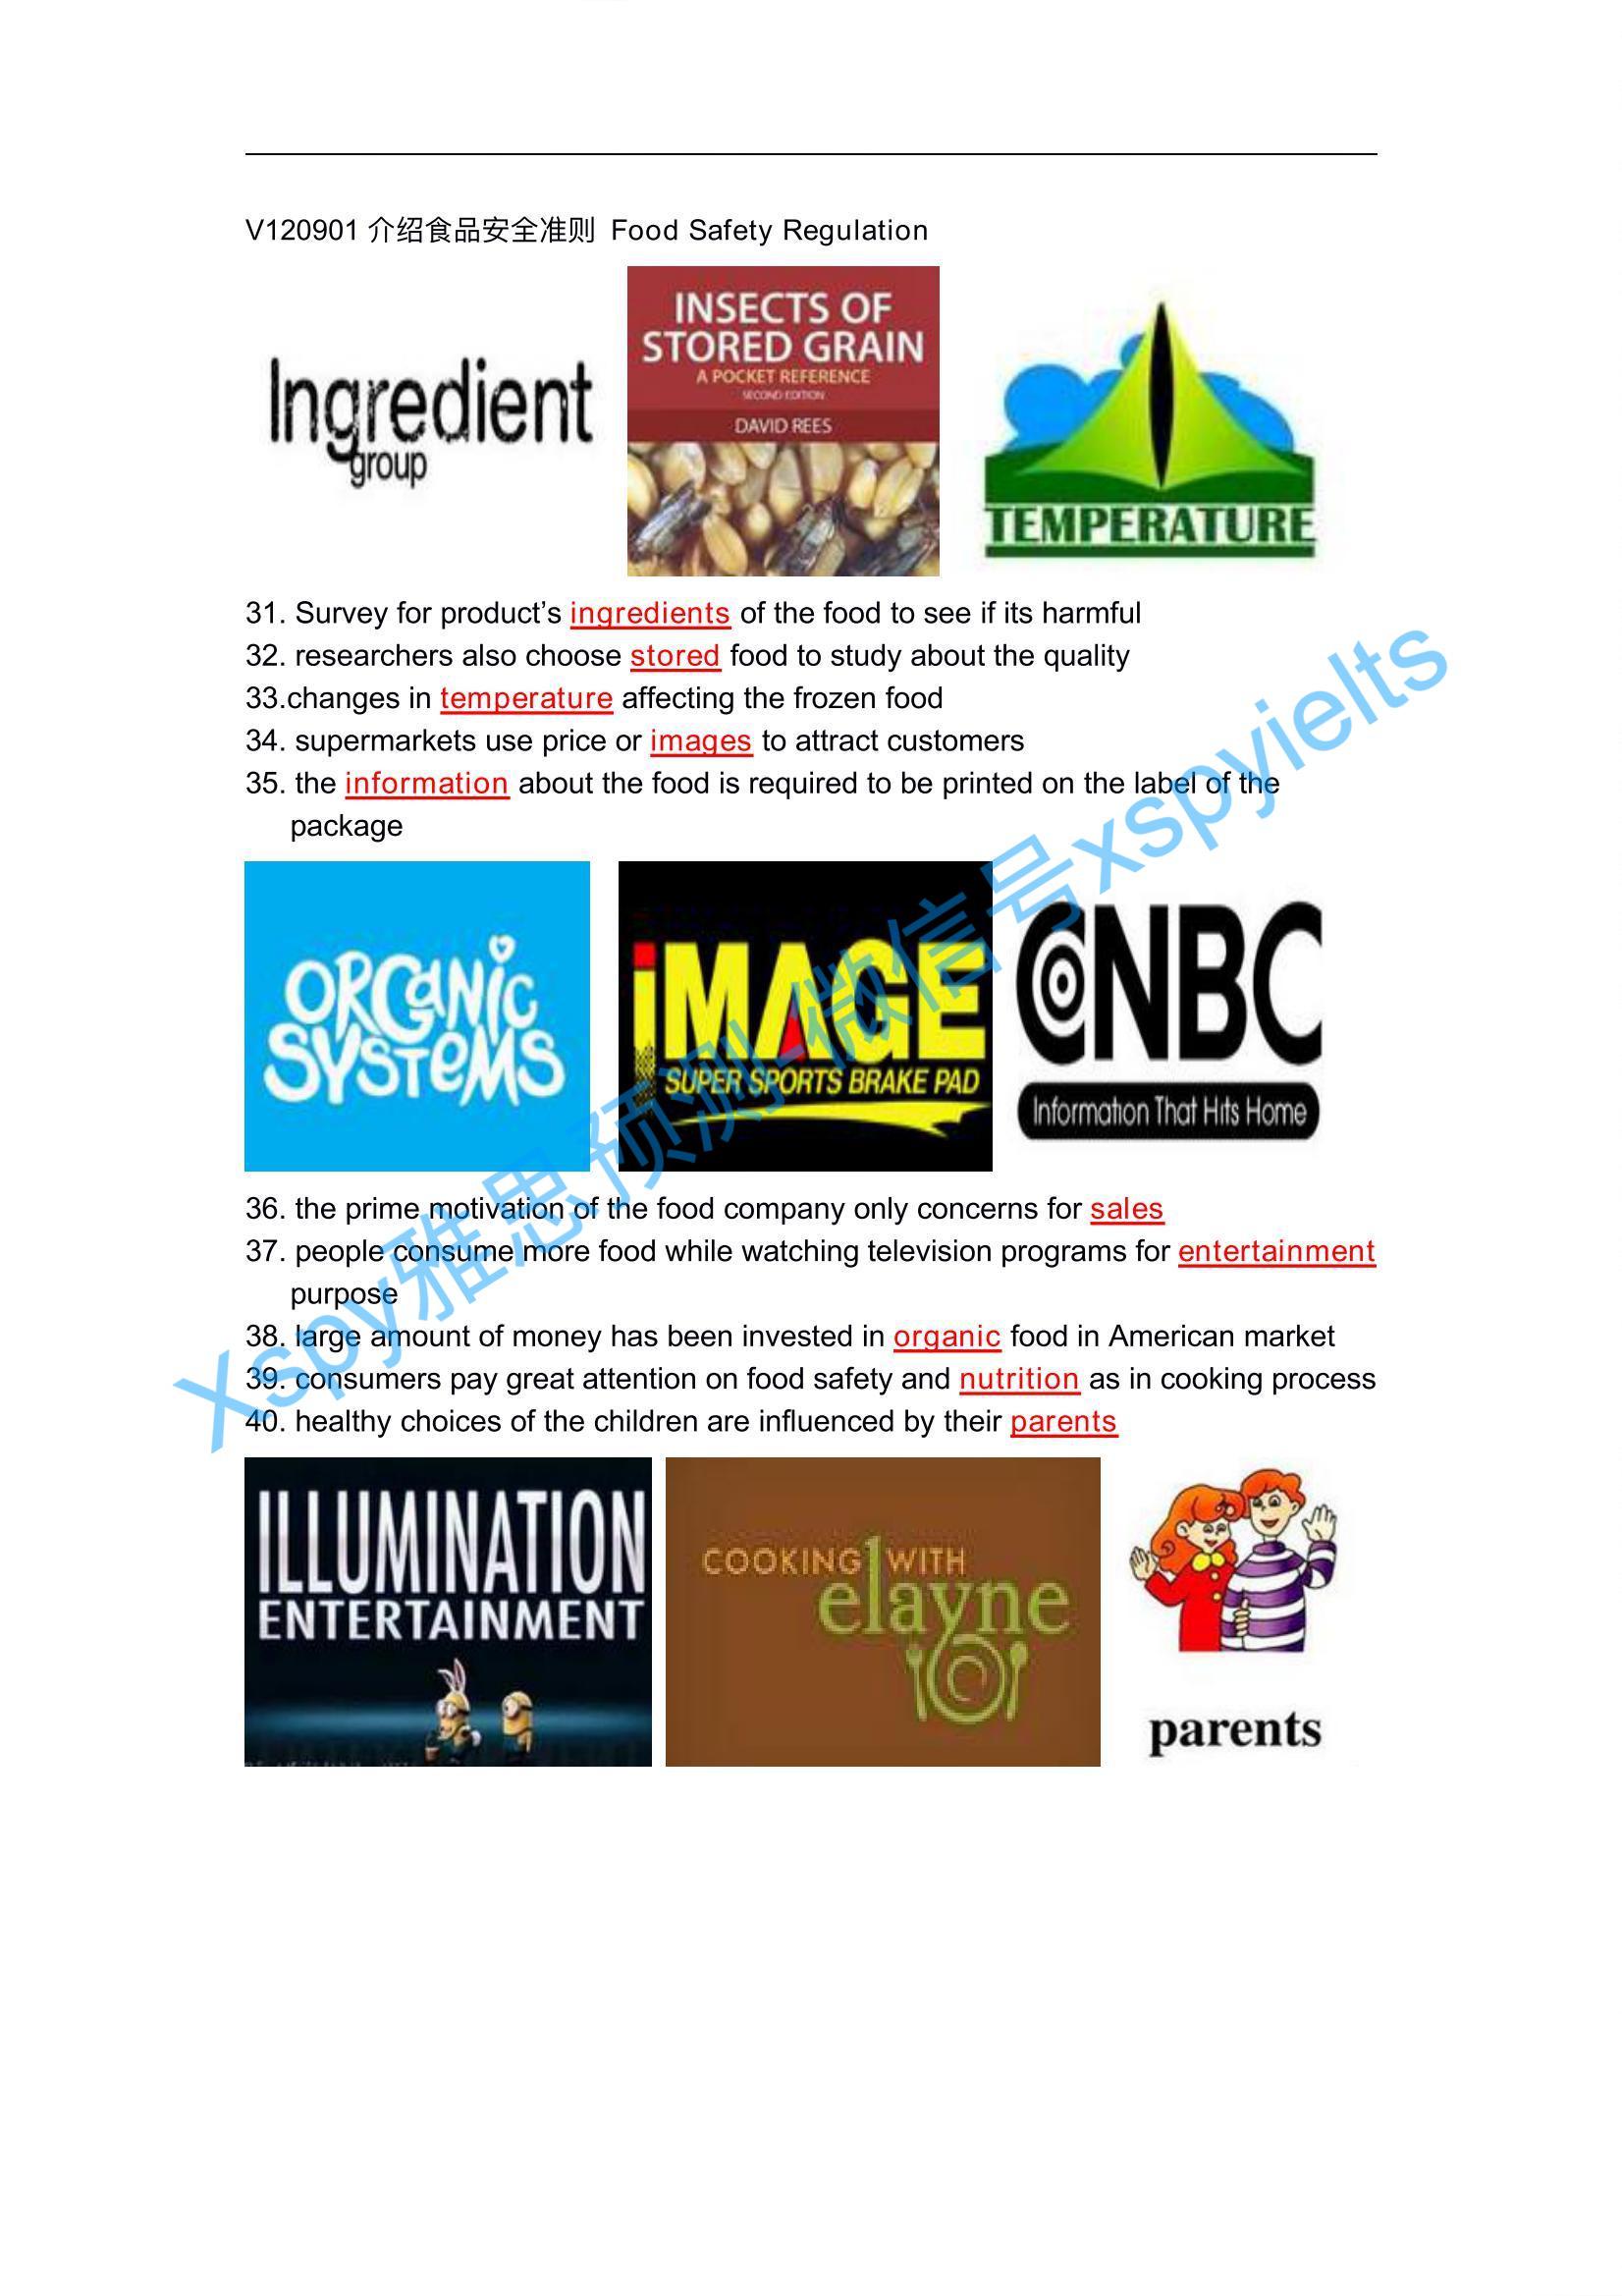 V120901 介绍食品安全准则 Food Safety Regulation
Ingredient
group
INSECTS OF
STORED GRAIN
A POCKET REFERENCE
SECOND EDITION
DAVID REES
TEMPERATURE
31. Survey for product’s ingredients of the food to see if its harmful
32. researchers also choose stored food to study about the quality
33.changes in temperature affecting the frozen food
34. supermarkets use price or images to attract customers
35. the information about the food is required to be printed on the label of the
package
ORGANIC
SYSTEMS
iMAGE
SUPER SPORTS BRAKE PAD
CNBC
Information That Hits Home
36. the prime motivation of the food company only concerns for sales
37. people consume more food while watching television programs for entertainment
purpose
38. large amount of money has been invested in organic food in American market
39. consumers pay great attention on food safety and nutrition as in cooking process
40. healthy choices of the children are influenced by their parents
ILLUMINATION
ENTERTAINMENT
COOKING WITH
elayne
parents
xspy雅思预测-微信号xspyielts